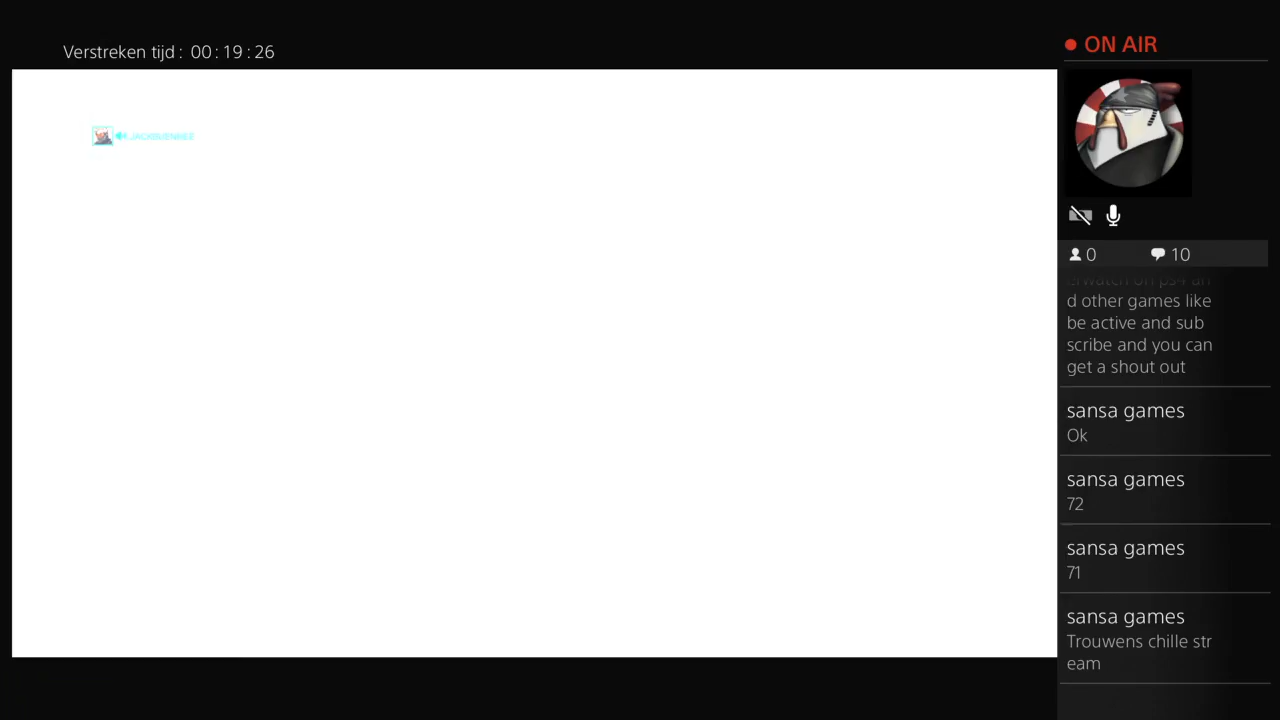 Verstreken tijd : 00 : 19 : 26
ON AIR
0 10
d other games like
be active and sub
scribe and you can
get a shout out
sansa games
Ok
sansa games
72
sansa games
71
sansa games
Trouwens chille str
eam